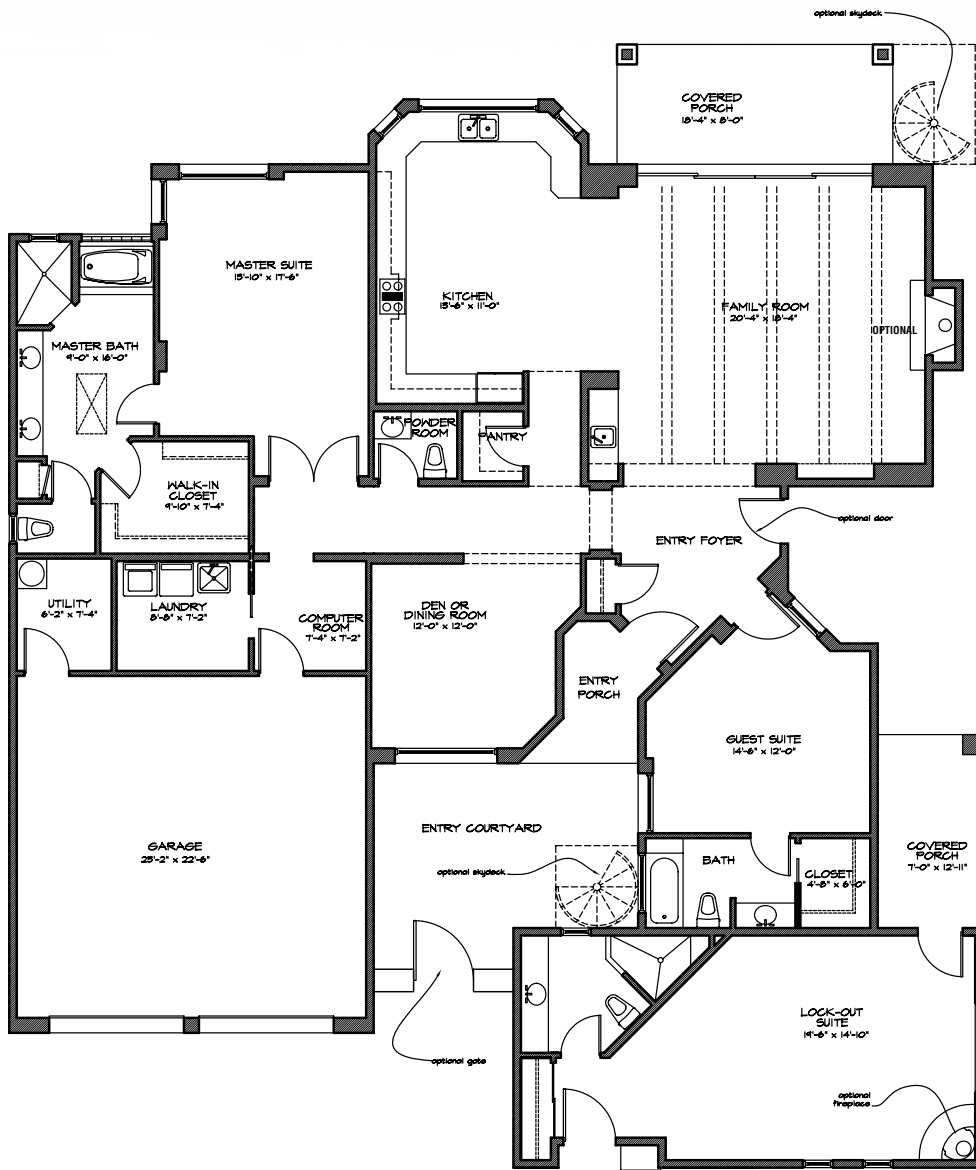 optional skydeck
COVERED
PORCH
18'-4" x 8'-0"
MASTER SUITE
15'-10" x 17'-6"
KITCHEN
15'-6" x 11'-0"
FAMILY ROOM
20'-4" x 18'-4"
OPTIONAL
MASTER BATH
9'-0" x 16'-0"
POWDER
ROOM
PANTRY
WALK-IN
CLOSET
9'-10" x 7'-4"
optional door
ENTRY FOYER
UTILITY
6'-2" x 7'-4"
LAUNDRY
8'-8" x 7'-2"
COMPUTER
ROOM
7'-4" x 7'-2"
DEN OR
DINING ROOM
12'-0" x 12'-0"
ENTRY
PORCH
GUEST SUITE
14'-6" x 12'-0"
GARAGE
25'-2" x 22'-6"
ENTRY COURTYARD
optional skydeck
BATH
CLOSET
4'-8" x 6'-0"
COVERED
PORCH
7'-0" x 12'-11"
LOCK-OUT
SUITE
19'-6" x 14'-10"
optional gate
optional
fireplace